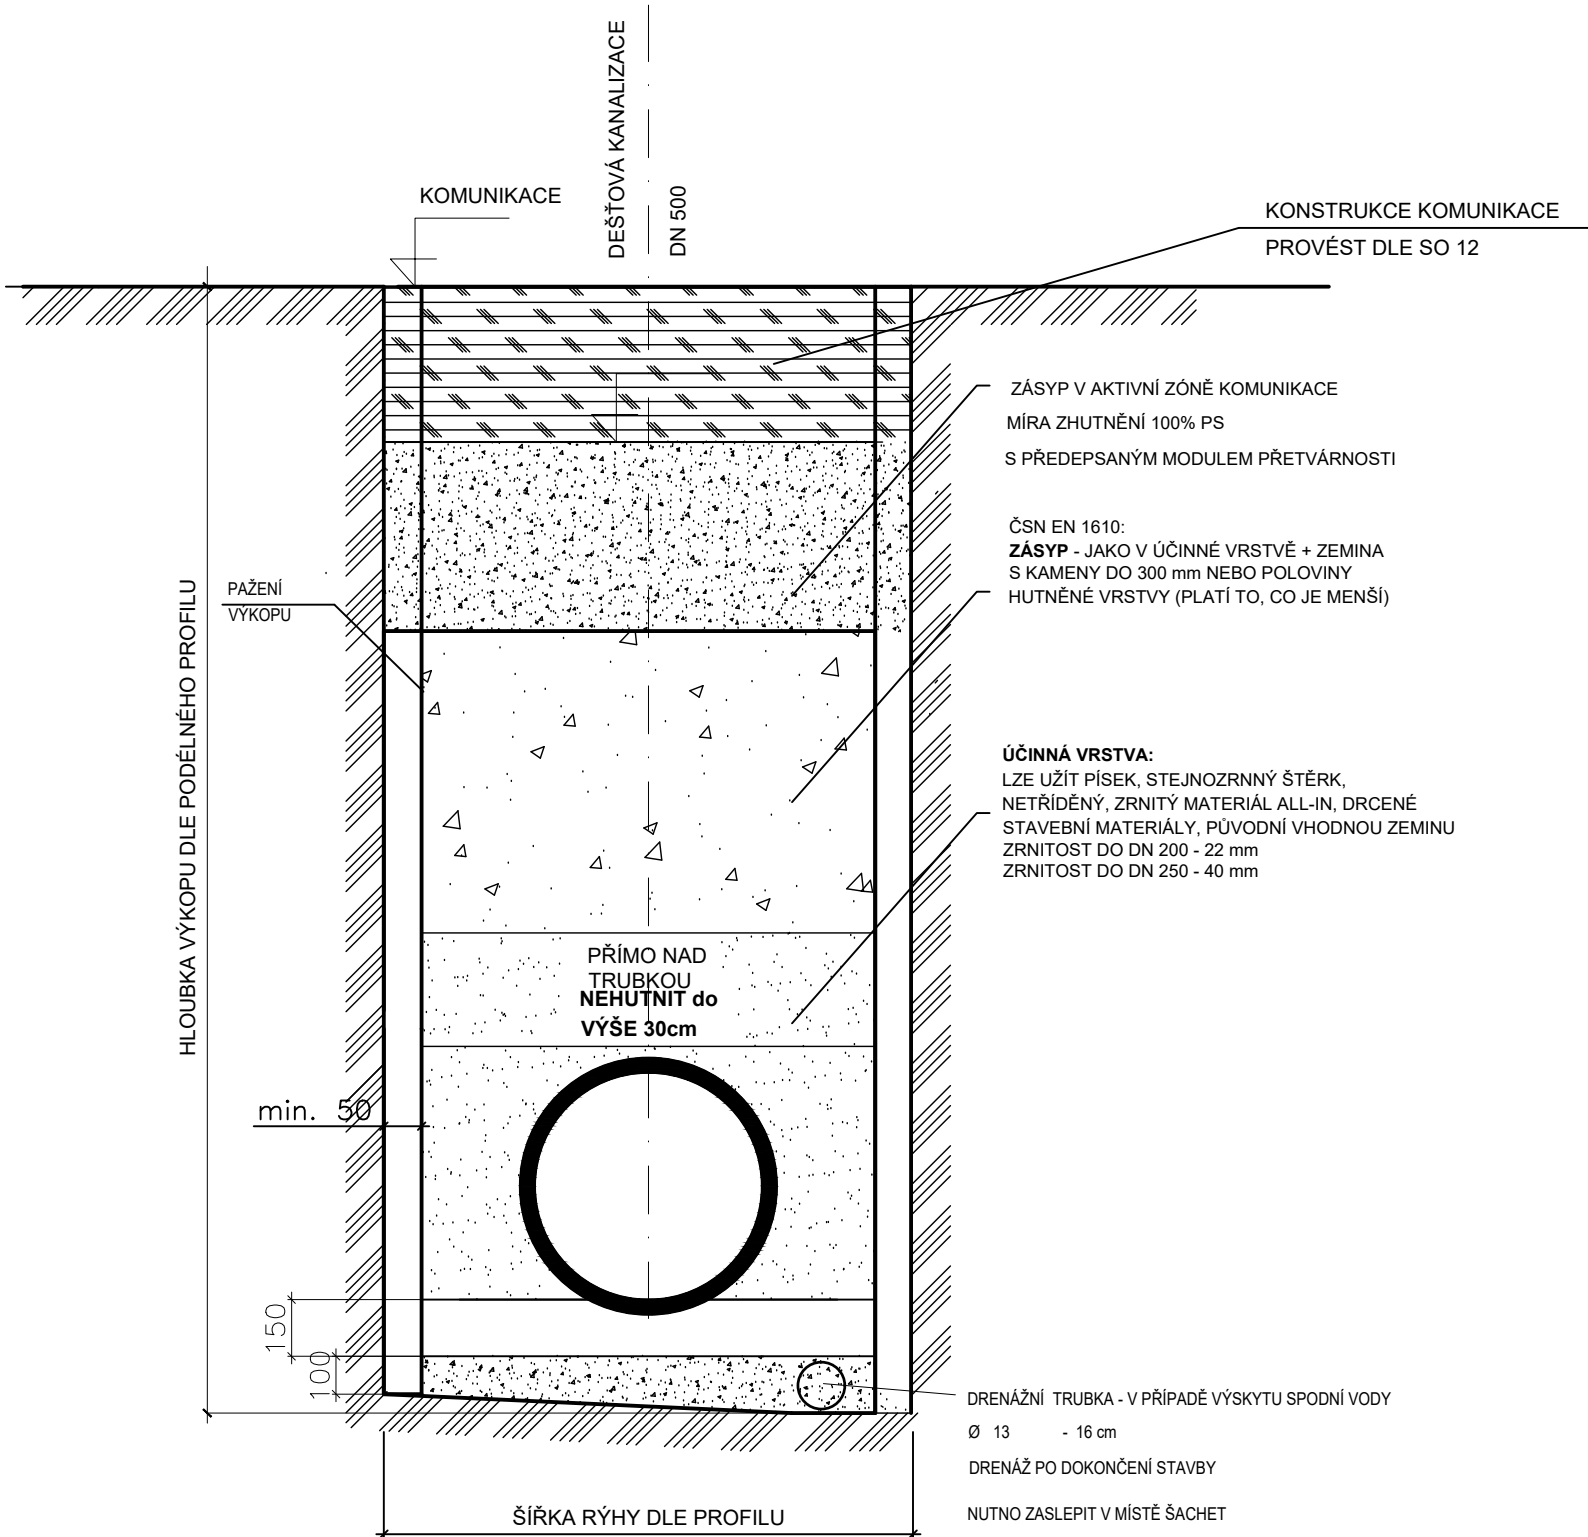 DEŠŤOVÁ KANALIZACE
DN 500
KOMUNIKACE
KONSTRUKCE KOMUNIKACE
PROVÉST DLE SO 12
ZÁSYP V AKTIVNÍ ZÓNĚ KOMUNIKACE
MÍRA ZHUTNĚNÍ 100% PS
S PŘEDEPSANÝM MODULEM PŘETVÁRNOSTI
ČSN EN 1610:
ZÁSYP - JAKO V ÚČINNÉ VRSTVĚ + ZEMINA
S KAMENY DO 300 mm NEBO POLOVINY
HUTNĚNÉ VRSTVY (PLATÍ TO, CO JE MENŠÍ)
PAŽENÍ
VÝKOPU
HLOUBKA VÝKOPU DLE PODÉLNÉHO PROFILU
ÚČINNÁ VRSTVA:
LZE UŽÍT PÍSEK, STEJNOZRNNÝ ŠTĚRK,
NETŘÍDĚNÝ, ZRNITÝ MATERIÁL ALL-IN, DRCENÉ
STAVEBNÍ MATERIÁLY, PŮVODNÍ VHODNOU ZEMINU
ZRNITOST DO DN 200 - 22 mm
ZRNITOST DO DN 250 - 40 mm
PŘÍMO NAD
TRUBKOU
NEHUTNIT do
VÝŠE 30cm
min. 50
150
100
DRENÁŽNÍ TRUBKA - V PŘÍPADĚ VÝSKYTU SPODNÍ VODY
Ø 13 - 16 cm
DRENÁŽ PO DOKONČENÍ STAVBY
NUTNO ZASLEPIT V MÍSTĚ ŠACHET
ŠÍŘKA RÝHY DLE PROFILU